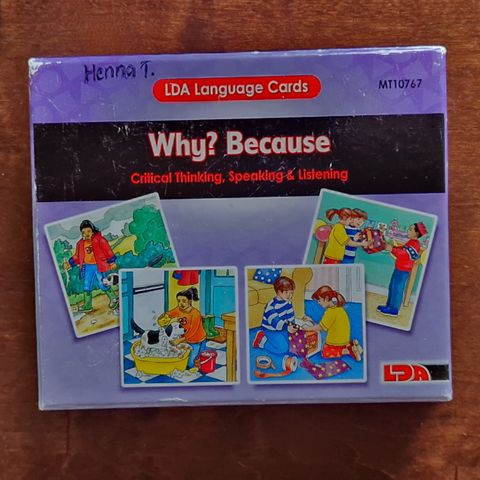 Henna T.
LDA Language Cards
MT10767
Why? Because
Critical Thinking, Speaking & Listening
LDA